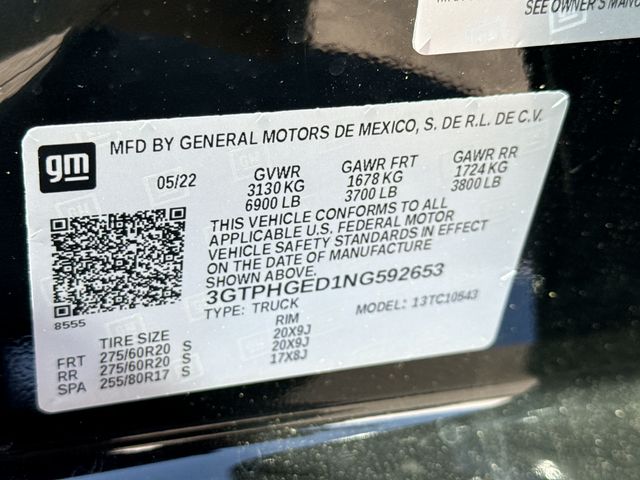 SEE OWNER'S MANU
gm
MFD BY GENERAL MOTORS DE MEXICO, S. DE R.L. DE C.V.
05/22 GVWR GAWR FRT GAWR RR
3130 KG 1678 KG 1724 KG
6900 LB 3700 LB 3800 LB
THIS VEHICLE CONFORMS TO ALL
APPLICABLE U.S. FEDERAL MOTOR
VEHICLE SAFETY STANDARDS IN EFFECT
ON THE DATE OF MANUFACTURE
SHOWN ABOVE.
3GTPHGED1NG592653
TYPE: TRUCK MODEL: 13TC10543
8555
TIRE SIZE RIM
FRT 275/60R20 S 20X9J
RR 275/60R20 S 20X9J
SPA 255/80R17 S 17X8J